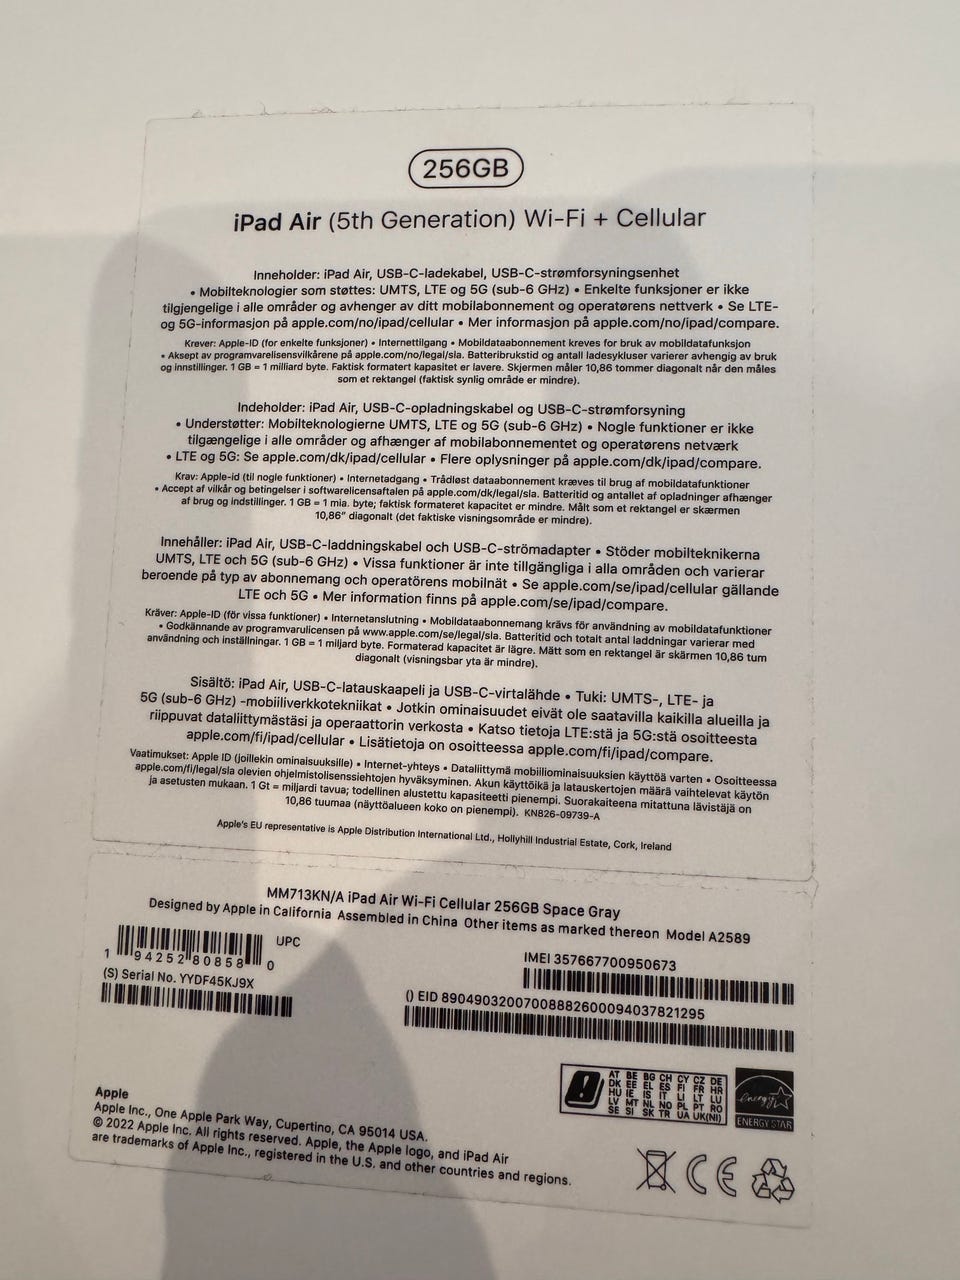 256GB
iPad Air (5th Generation) Wi-Fi + Cellular
Inneholder: iPad Air, USB-C-ladekabel, USB-C-strømforsyningsenhet
• Mobilteknologier som støttes: UMTS, LTE og 5G (sub-6 GHz) • Enkelte funksjoner er ikke
tilgjengelige i alle områder og avhenger av ditt mobilabonnement og operatørens nettverk • Se LTE-
og 5G-informasjon på apple.com/no/ipad/cellular • Mer informasjon på apple.com/no/ipad/compare.
Krever: Apple-ID (for enkelte funksjoner) • Internettilgang • Mobildataabonnement kreves for bruk av mobildatafunksjon
• Aksept av programvarelisensvilkårene på apple.com/no/legal/sla. Batteribrukstid og antall ladesykluser varierer avhengig av bruk
og innstillinger. 1 GB = 1 milliard byte. Faktisk formatert kapasitet er lavere. Skjermen måler 10,86 tommer diagonalt når den måles
som et rektangel (faktisk synlig område er mindre).
Indeholder: iPad Air, USB-C-opladningskabel og USB-C-strømforsyning
• Understøtter: Mobilteknologierne UMTS, LTE og 5G (sub-6 GHz) • Nogle funktioner er ikke
tilgængelige i alle områder og afhænger af mobilabonnementet og operatørens netværk
• LTE og 5G: Se apple.com/dk/ipad/cellular • Flere oplysninger på apple.com/dk/ipad/compare.
Krav: Apple-id (til nogle funktioner) • Internetadgang • Trådløst dataabonnement kræves til brug af mobildatafunktioner
• Accept af vilkår og betingelser i softwarelicensaftalen på apple.com/dk/legal/sla. Batteritid og antallet af opladninger afhænger
af brug og indstillinger. 1 GB = 1 mia. byte; faktisk formateret kapacitet er mindre. Målt som et rektangel er skærmen
10,86" diagonalt (det faktiske visningsområde er mindre).
Innehåller: iPad Air, USB-C-laddningskabel och USB-C-strömadapter • Stöder mobilteknikerna
UMTS, LTE och 5G (sub-6 GHz) • Vissa funktioner är inte tillgängliga i alla områden och varierar
beroende på typ av abonnemang och operatörens mobilnät • Se apple.com/se/ipad/cellular gällande
LTE och 5G • Mer information finns på apple.com/se/ipad/compare.
Kräver: Apple-ID (för vissa funktioner) • Internetanslutning • Mobildataabonnemang krävs för användning av mobildatafunktioner
• Godkännande av programvarulicensen på www.apple.com/se/legal/sla. Batteritid och totalt antal laddningar varierar med
användning och inställningar. 1 GB = 1 miljard byte. Formaterad kapacitet är lägre. Mätt som en rektangel är skärmen 10,86 tum
diagonalt (visningsbar yta är mindre).
Sisältö: iPad Air, USB-C-latauskaapeli ja USB-C-virtalähde • Tuki: UMTS-, LTE- ja
5G (sub-6 GHz) -mobiiliverkkotekniikat • Jotkin ominaisuudet eivät ole saatavilla kaikilla alueilla ja
riippuvat dataliittymästäsi ja operaattorin verkosta • Katso tietoja LTE:stä ja 5G:stä osoitteesta
apple.com/fi/ipad/cellular • Lisätietoja on osoitteessa apple.com/fi/ipad/compare.
Vaatimukset: Apple ID (joillekin ominaisuuksille) • Internet-yhteys • Dataliittymä mobiiliominaisuuksien käyttöä varten • Osoitteessa
apple.com/fi/legal/sla olevien ohjelmistolisenssiehtojen hyväksyminen. Akun käyttöikä ja latauskertojen määrä vaihtelevat käytön
ja asetusten mukaan. 1 Gt = miljardi tavua; todellinen alustettu kapasiteetti pienempi. Suorakaiteena mitattuna lävistäjä on
10,86 tuumaa (näyttöalueen koko on pienempi). KN826-09739-A
Apple's EU representative is Apple Distribution International Ltd., Hollyhill Industrial Estate, Cork, Ireland
MM713KN/A iPad Air Wi-Fi Cellular 256GB Space Gray
Designed by Apple in California Assembled in China Other items as marked thereon Model A2589
UPC
1 94252 80858 0
(S) Serial No. YYDF45KJ9X
IMEI 357667700950673
() EID 89049032007008882600094037821295
AT BE BG CH CY CZ DE
DK EE EL ES FI FR HR
HU IE IS IT LI LT LU
LV MT NL NO PL PT RO
SE SI SK TR UA UK(NI)
energy
ENERGY STAR
Apple
Apple Inc., One Apple Park Way, Cupertino, CA 95014 USA.
© 2022 Apple Inc. All rights reserved. Apple, the Apple logo, and iPad Air
are trademarks of Apple Inc., registered in the U.S. and other countries and regions.
CE